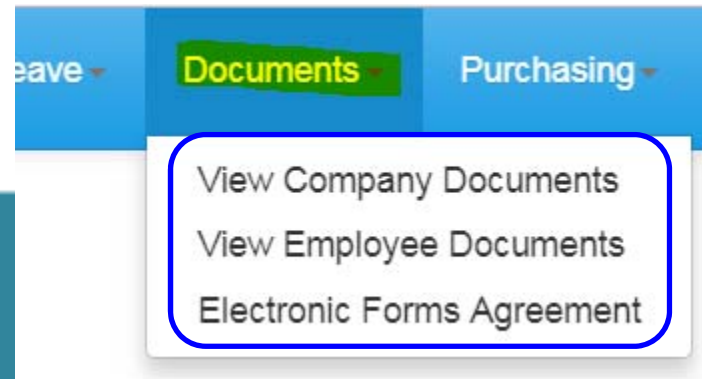 eave Documents Purchasing
View Company Documents
View Employee Documents
Electronic Forms Agreement